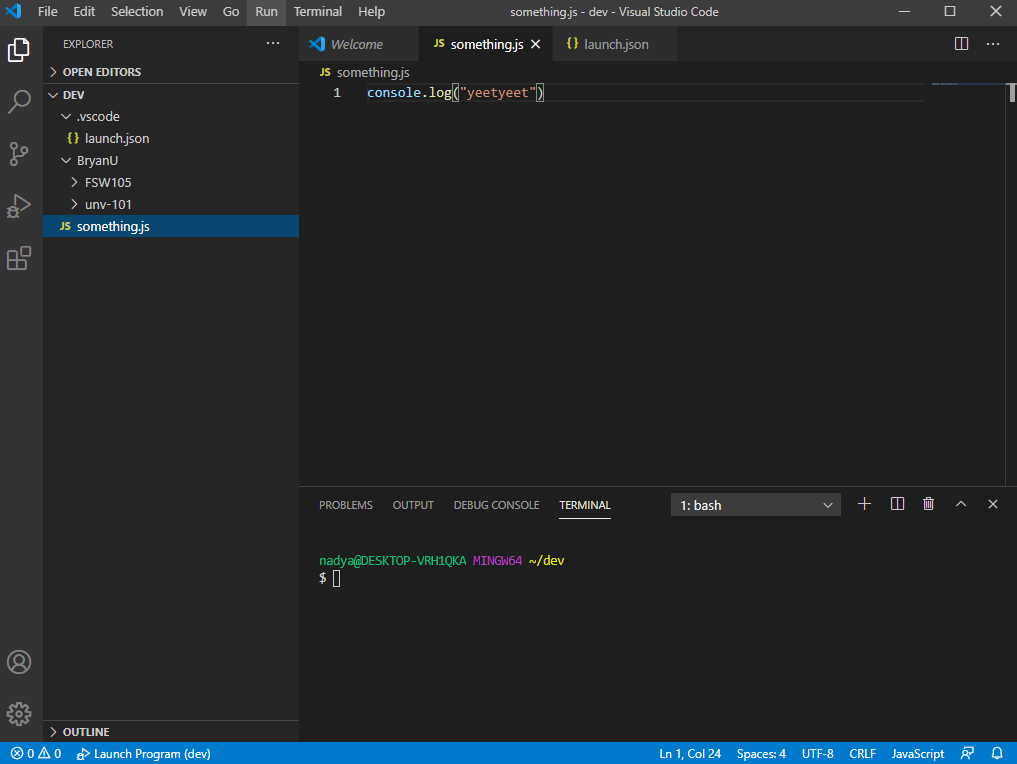 File Edit Selection View Go Run Terminal Help something.js - dev - Visual Studio Code
EXPLORER
OPEN EDITORS
DEV
.vscode
{} launch.json
BryanU
FSW105
unv-101
JS something.js
OUTLINE
Welcome JS something.js {} launch.json
JS something.js
1 console.log("yeetyeet")
PROBLEMS OUTPUT DEBUG CONSOLE TERMINAL 1: bash
nadya@DESKTOP-VRH1QKA MINGW64 ~/dev
$
0 0 Launch Program (dev) Ln 1, Col 24 Spaces: 4 UTF-8 CRLF JavaScript